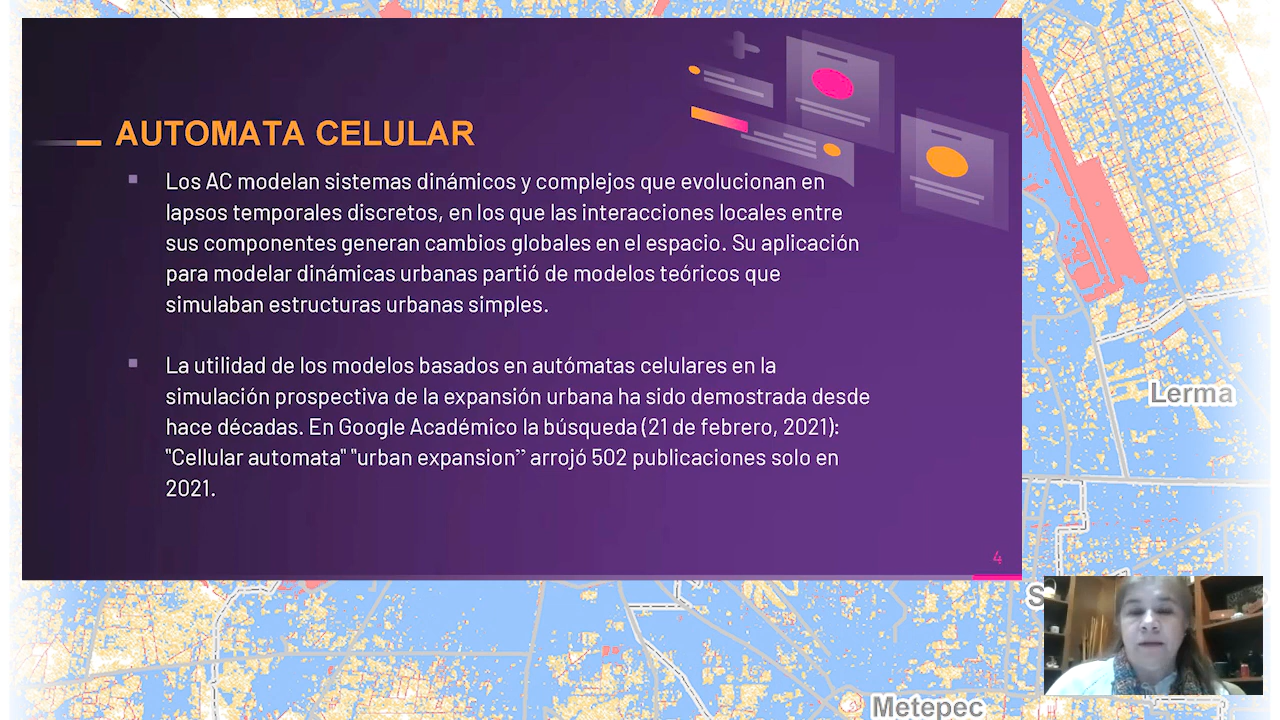 AUTOMATA CELULAR
Los AC modelan sistemas dinámicos y complejos que evolucionan en
lapsos temporales discretos, en los que las interacciones locales entre
sus componentes generan cambios globales en el espacio. Su aplicación
para modelar dinámicas urbanas partió de modelos teóricos que
simulaban estructuras urbanas simples.
La utilidad de los modelos basados en autómatas celulares en la
simulación prospectiva de la expansión urbana ha sido demostrada desde
hace décadas. En Google Académico la búsqueda (21 de febrero, 2021):
"Cellular automata" "urban expansion” arrojó 502 publicaciones solo en
2021.
4
Lerma
Metepec